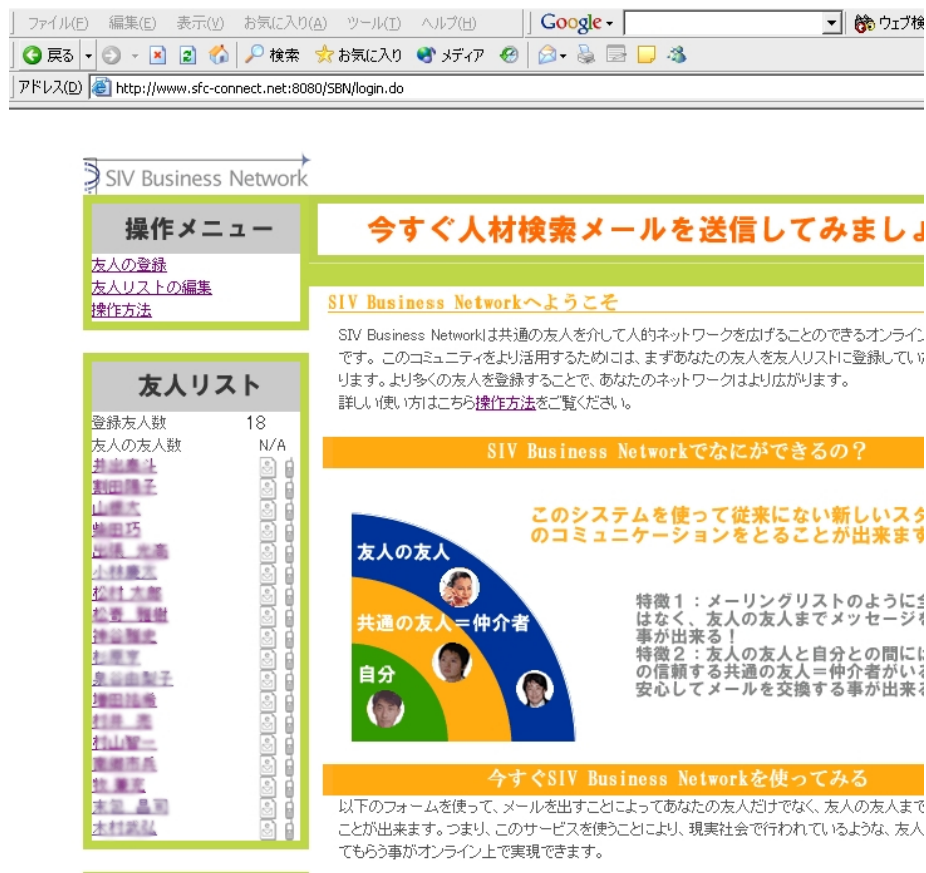 ファイル(F) 編集(E) 表示(V) お気に入り(A) ツール(T) ヘルプ(H) Google ウェブ検
戻る 検索 お気に入り メディア
アドレス(D) http://www.sfc-connect.net:8080/SBN/login.do
SIV Business Network
操作メニュー
友人の登録
友人リストの編集
操作方法
友人リスト
登録友人数 18
友人の友人数 N/A
今すぐ人材検索メールを送信してみまし
SIV Business Networkへようこそ
SIV Business Networkは共通の友人を介して人的ネットワークを広げることのできるオンライン
です。このコミュニティをより活用するためには、まずあなたの友人を友人リストに登録してい
ります。より多くの友人を登録することで、あなたのネットワークはより広がります。
詳しい使い方はこちら操作方法をご覧ください。
SIV Business Networkでなにができるの？
このシステムを使って従来にない新しいスタ
のコミュニケーションをとることが出来ます
友人の友人
共通の友人＝仲介者
自分
特徴１：メーリングリストのように全
はなく、友人の友人までメッセージを
事が出来る！
特徴２：友人の友人と自分との間には
の信頼する共通の友人＝仲介者がいる
安心してメールを交換する事が出来る
今すぐSIV Business Networkを使ってみる
以下のフォームを使って、メールを出すことによってあなたの友人だけでなく、友人の友人まで
ことが出来ます。つまり、このサービスを使うことにより、現実社会で行われているような、友人
てもらう事がオンライン上で実現できます。